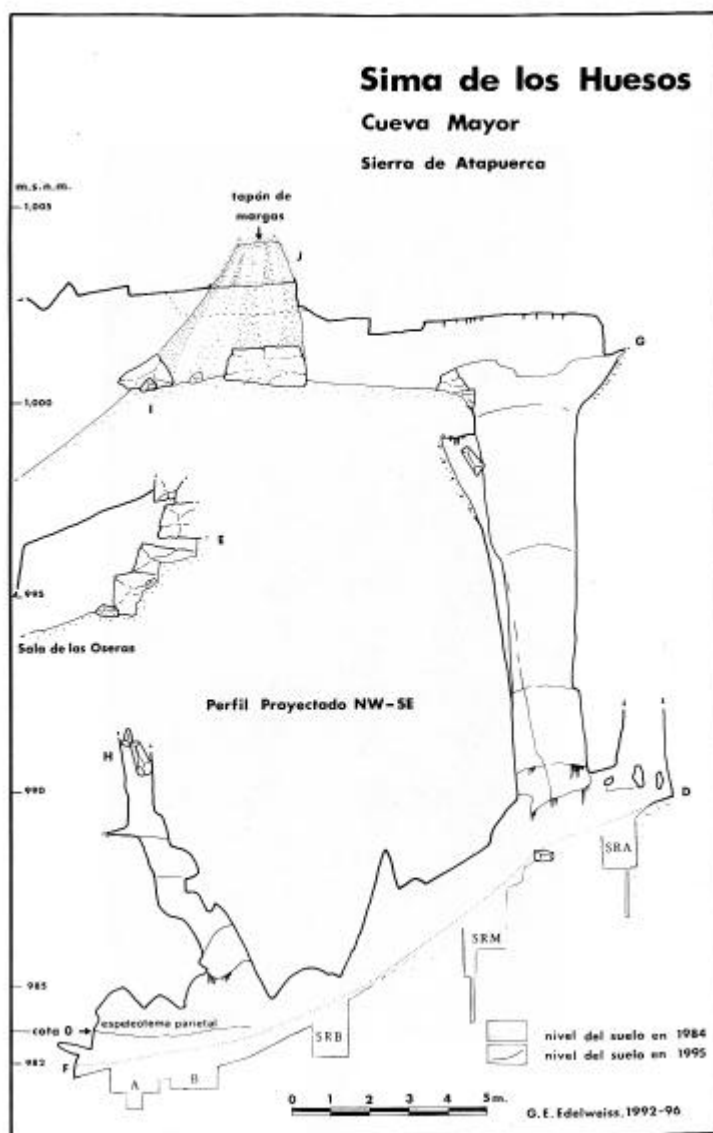 Sima de los Huesos
Cueva Mayor
Sierra de Atapuerca
m.s.n.m.
1,005
tapón de
margas
J
G
1,000
I
E
995
Sala de las Oseras
Perfil Proyectado NW-SE
H
990
D
SRA
SRM
985
cota 0
espeleotema parietal
SRB
nivel del suelo en 1984
982
F
A
B
nivel del suelo en 1995
0 1 2 3 4 5 m.
G.E. Edelweiss, 1992-96